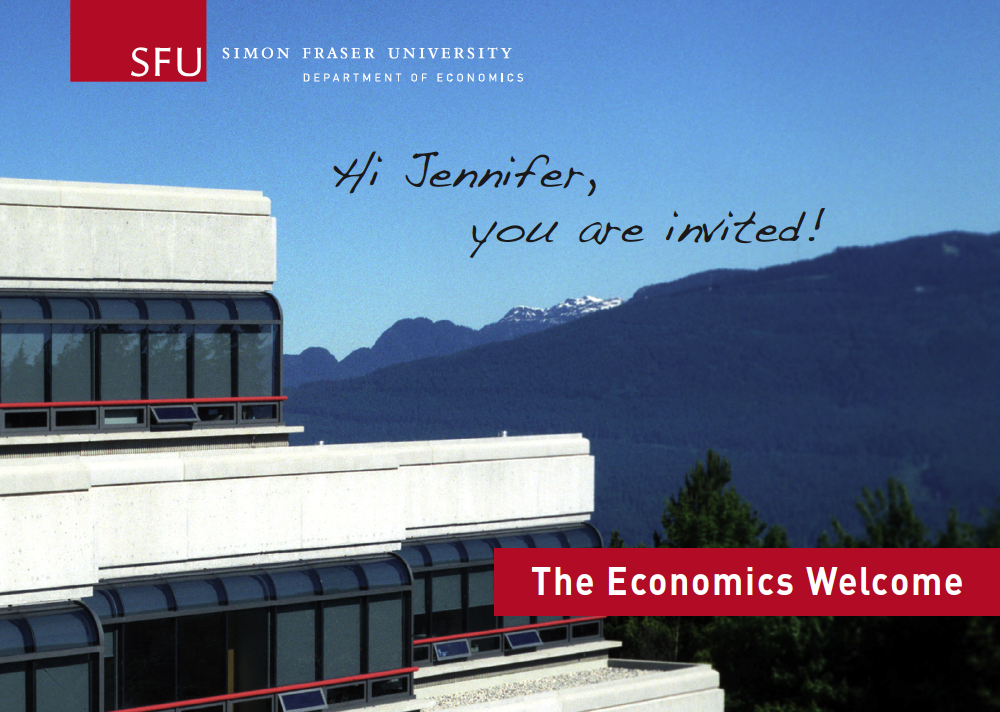 SFU SIMON FRASER UNIVERSITY
DEPARTMENT OF ECONOMICS
Hi Jennifer,
you are invited!
The Economics Welcome